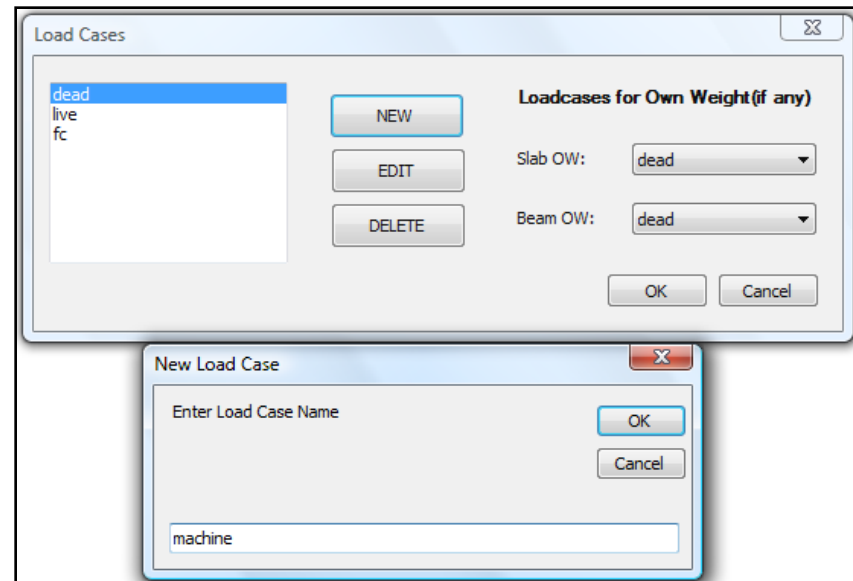 Load Cases
dead
live
fc
NEW
EDIT
DELETE
Loadcases for Own Weight(if any)
Slab OW: dead
Beam OW: dead
OK Cancel
New Load Case
Enter Load Case Name
OK
Cancel
machine